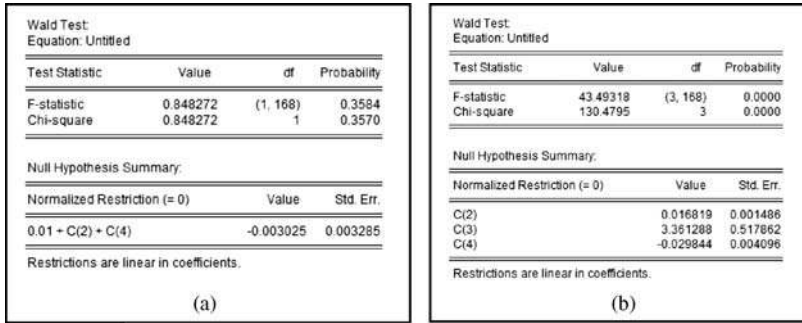 Wald Test:
Equation: Untitled
Test Statistic Value df Probability
F-statistic 0.848272 (1, 168) 0.3584
Chi-square 0.848272 1 0.3570
Null Hypothesis Summary:
Normalized Restriction (= 0) Value Std. Err.
0.01 + C(2) + C(4) -0.003025 0.003285
Restrictions are linear in coefficients.
(a)
Wald Test:
Equation: Untitled
Test Statistic Value df Probability
F-statistic 43.49318 (3, 168) 0.0000
Chi-square 130.4795 3 0.0000
Null Hypothesis Summary:
Normalized Restriction (= 0) Value Std. Err.
C(2) 0.016819 0.001486
C(3) 3.361288 0.517862
C(4) -0.029844 0.004096
Restrictions are linear in coefficients.
(b)